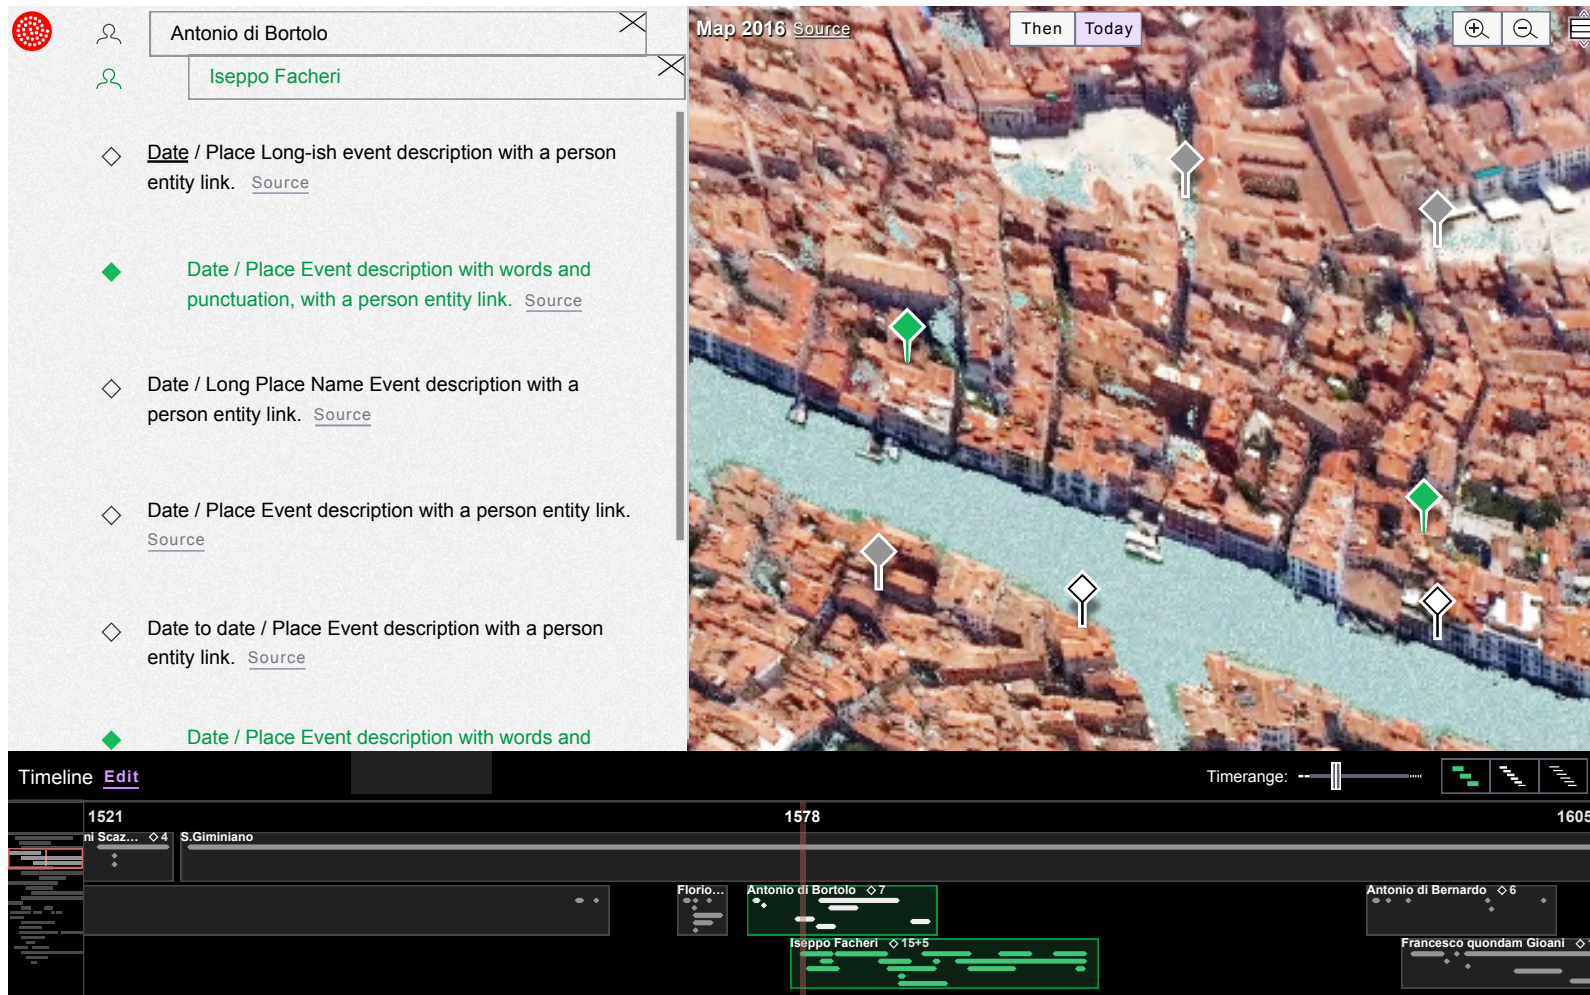 Antonio di Bortolo
Iseppo Facheri
Date / Place Long-ish event description with a person
entity link. Source
Date / Place Event description with words and
punctuation, with a person entity link. Source
Date / Long Place Name Event description with a
person entity link. Source
Date / Place Event description with a person entity link.
Source
Date to date / Place Event description with a person
entity link. Source
Date / Place Event description with words and
Map 2016 Source
Then Today
Timeline Edit
Timerange:
1521 1578 1605
ni Scaz... 4 S.Giminiano
Florio... Antonio di Bortolo 7 Antonio di Bernardo 6
Iseppo Facheri 15+5 Francesco quondam Gioani